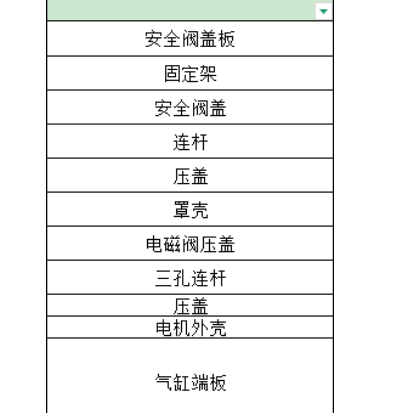 安全阀盖板
固定架
安全阀盖
连杆
压盖
罩壳
电磁阀压盖
三孔连杆
压盖
电机外壳
气缸端板